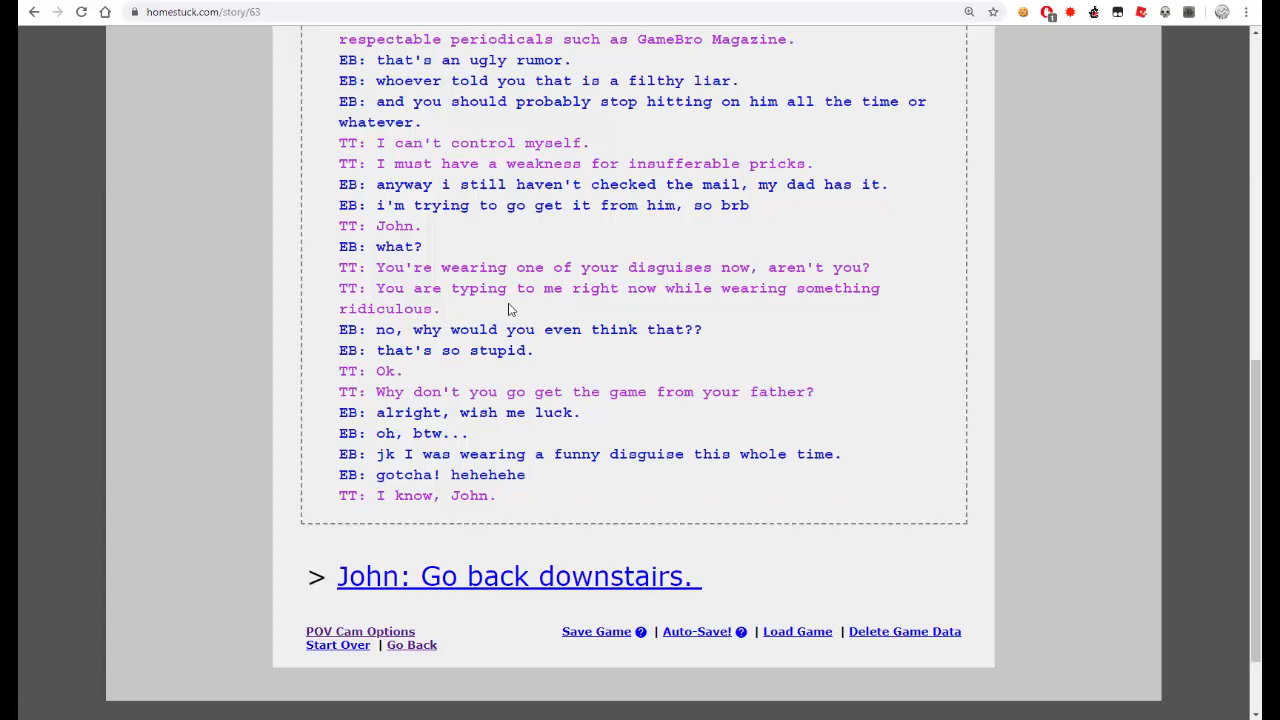 homestuck.com/story/63
1
respectable periodicals such as GameBro Magazine.
EB: that's an ugly rumor.
EB: whoever told you that is a filthy liar.
EB: and you should probably stop hitting on him all the time or
whatever.
TT: I can't control myself.
TT: I must have a weakness for insufferable pricks.
EB: anyway i still haven't checked the mail, my dad has it.
EB: i'm trying to go get it from him, so brb
TT: John.
EB: what?
TT: You're wearing one of your disguises now, aren't you?
TT: You are typing to me right now while wearing something
ridiculous.
EB: no, why would you even think that??
EB: that's so stupid.
TT: Ok.
TT: Why don't you go get the game from your father?
EB: alright, wish me luck.
EB: oh, btw...
EB: jk I was wearing a funny disguise this whole time.
EB: gotcha! hehehehe
TT: I know, John.
> John: Go back downstairs.
POV Cam Options
Save Game ? | Auto-Save! ? | Load Game | Delete Game Data
Start Over | Go Back